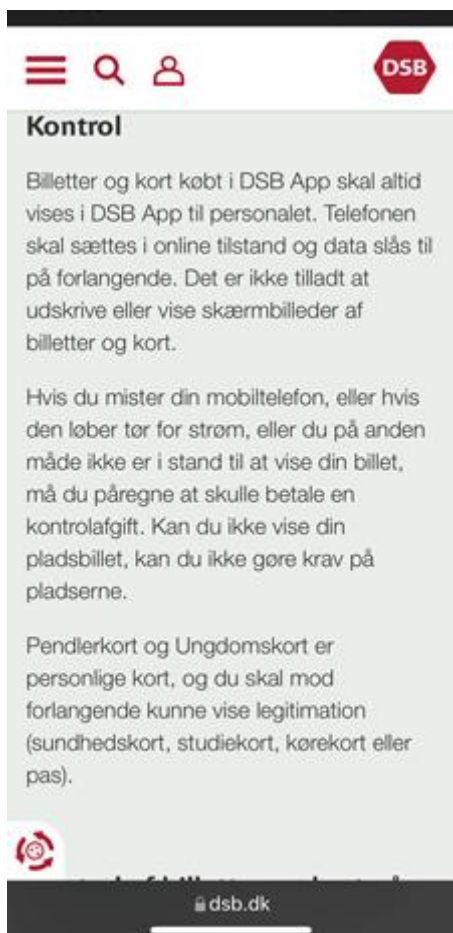 DSB
Kontrol
Billetter og kort købt i DSB App skal altid
vises i DSB App til personalet. Telefonen
skal sættes i online tilstand og data slås til
på forlangende. Det er ikke tilladt at
udskrive eller vise skærmbilleder af
billetter og kort.
Hvis du mister din mobiltelefon, eller hvis
den løber tør for strøm, eller du på anden
måde ikke er i stand til at vise din billet,
må du påregne at skulle betale en
kontrolafgift. Kan du ikke vise din
pladsbillet, kan du ikke gøre krav på
pladserne.
Pendlerkort og Ungdomskort er
personlige kort, og du skal mod
forlangende kunne vise legitimation
(sundhedskort, studiekort, kørekort eller
pas).
dsb.dk